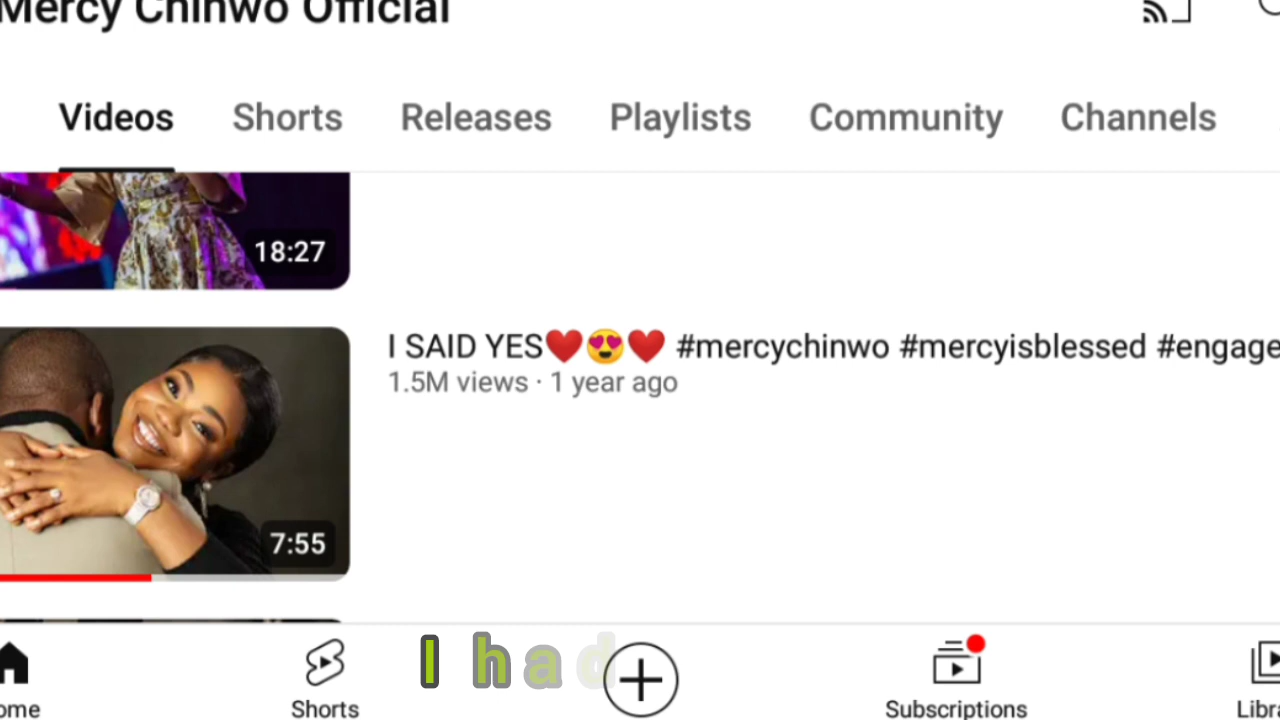 Mercy Chinwo Official
Videos Shorts Releases Playlists Community Channels
18:27
I SAID YES❤️😍❤️ #mercychinwo #mercyisblessed #engage
1.5M views · 1 year ago
7:55
I had
ome Shorts Subscriptions Libra